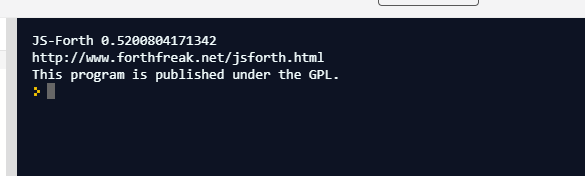 JS-Forth 0.5200804171342
http://www.forthfreak.net/jsforth.html
This program is published under the GPL.
>